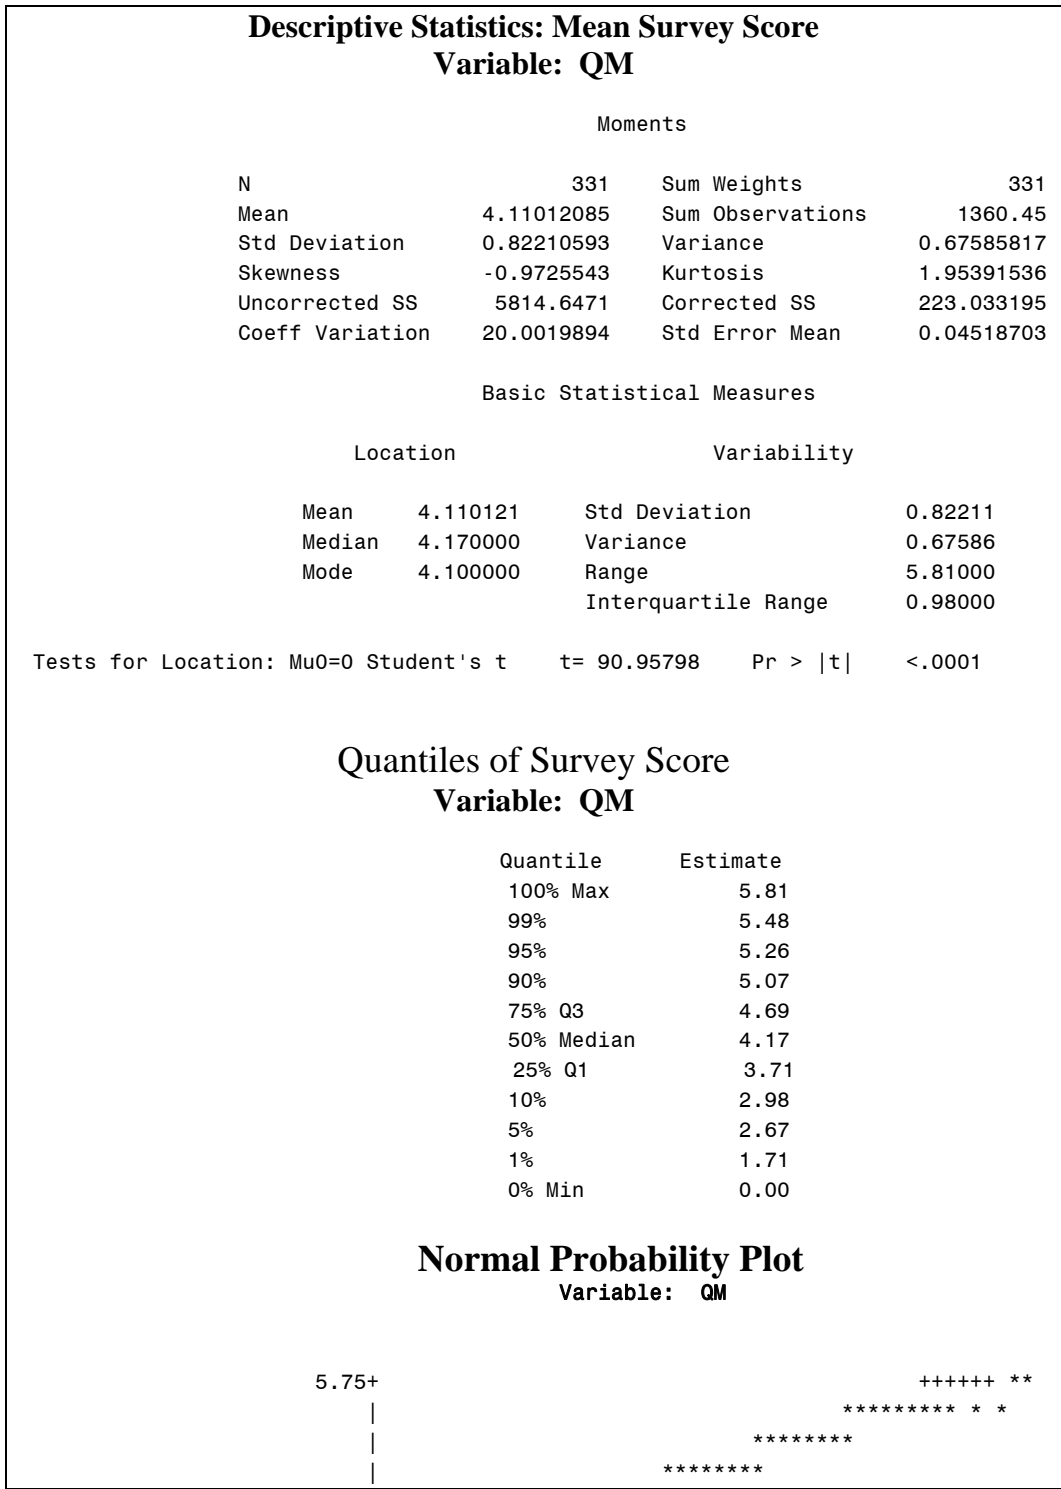 Descriptive Statistics: Mean Survey Score
Variable: QM
Moments
N 331 Sum Weights 331
Mean 4.11012085 Sum Observations 1360.45
Std Deviation 0.82210593 Variance 0.67585817
Skewness -0.9725543 Kurtosis 1.95391536
Uncorrected SS 5814.6471 Corrected SS 223.033195
Coeff Variation 20.0019894 Std Error Mean 0.04518703
Basic Statistical Measures
Location Variability
Mean 4.110121 Std Deviation 0.82211
Median 4.170000 Variance 0.67586
Mode 4.100000 Range 5.81000
Interquartile Range 0.98000
Tests for Location: Mu0=0 Student's t t= 90.95798 Pr > |t| <.0001
Quantiles of Survey Score
Variable: QM
Quantile Estimate
100% Max 5.81
99% 5.48
95% 5.26
90% 5.07
75% Q3 4.69
50% Median 4.17
25% Q1 3.71
10% 2.98
5% 2.67
1% 1.71
0% Min 0.00
Normal Probability Plot
Variable: QM
5.75+ ++++++ **
| ********* * *
| ********
| ********